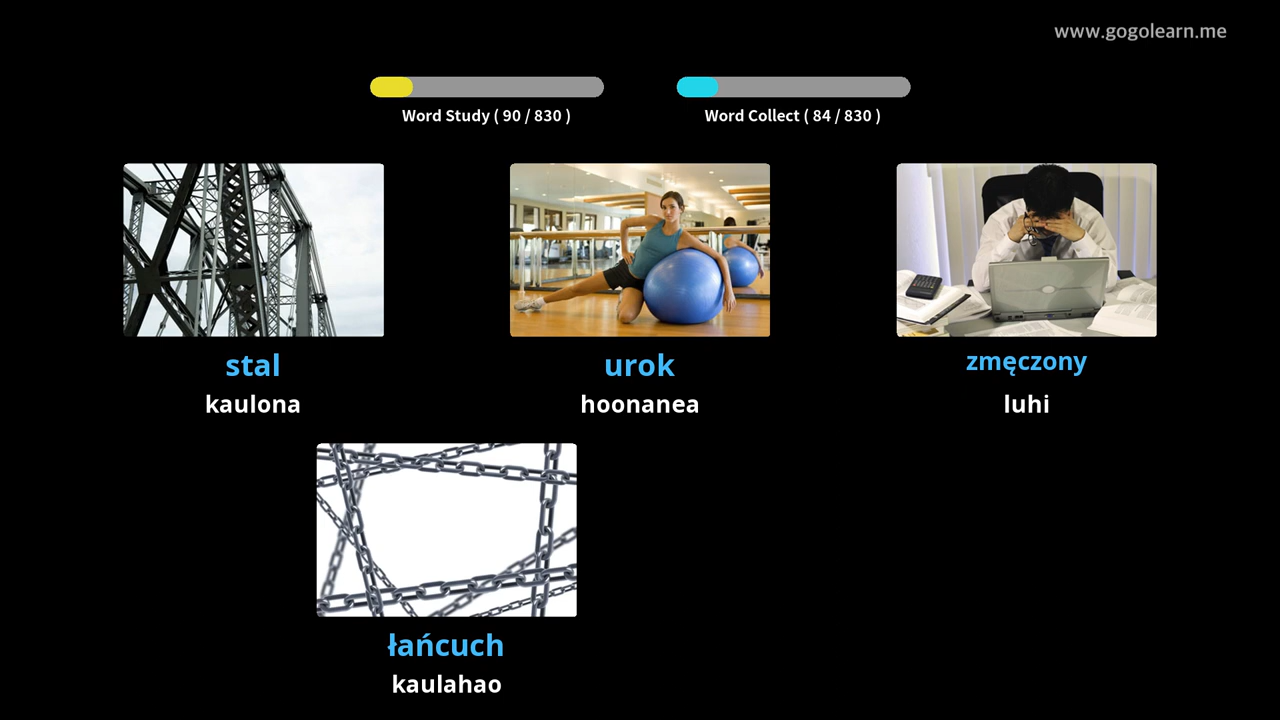 www.gogolearn.me
Word Study ( 90 / 830 )
Word Collect ( 84 / 830 )
stal
kaulona
urok
hoonanea
zmęczony
luhi
łańcuch
kaulahao